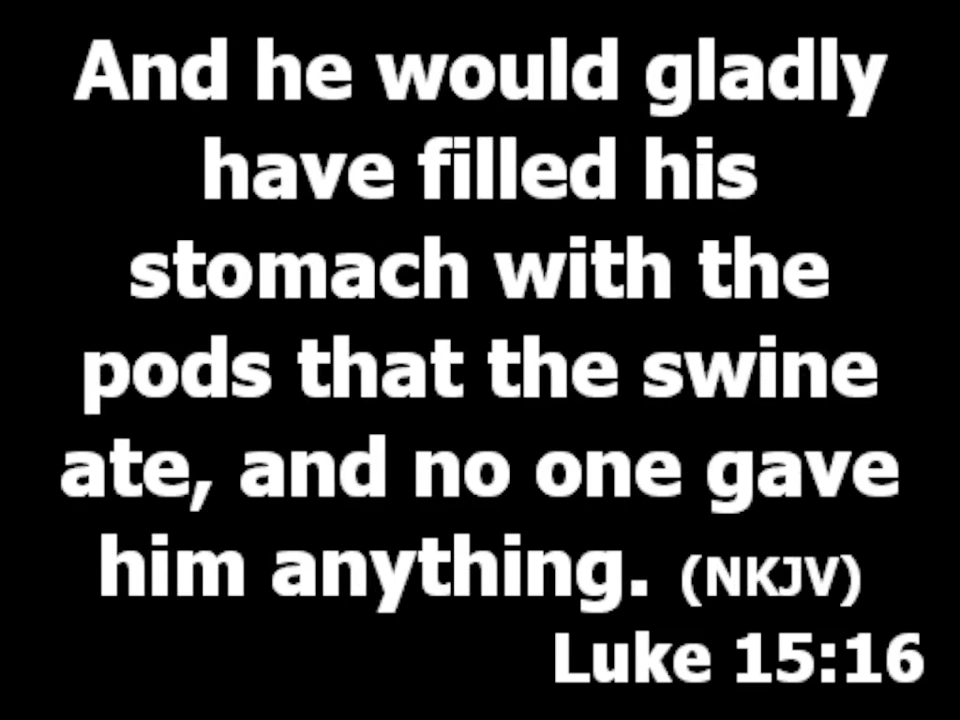 And he would gladly
have filled his
stomach with the
pods that the swine
ate, and no one gave
him anything. (NKJV)
Luke 15:16